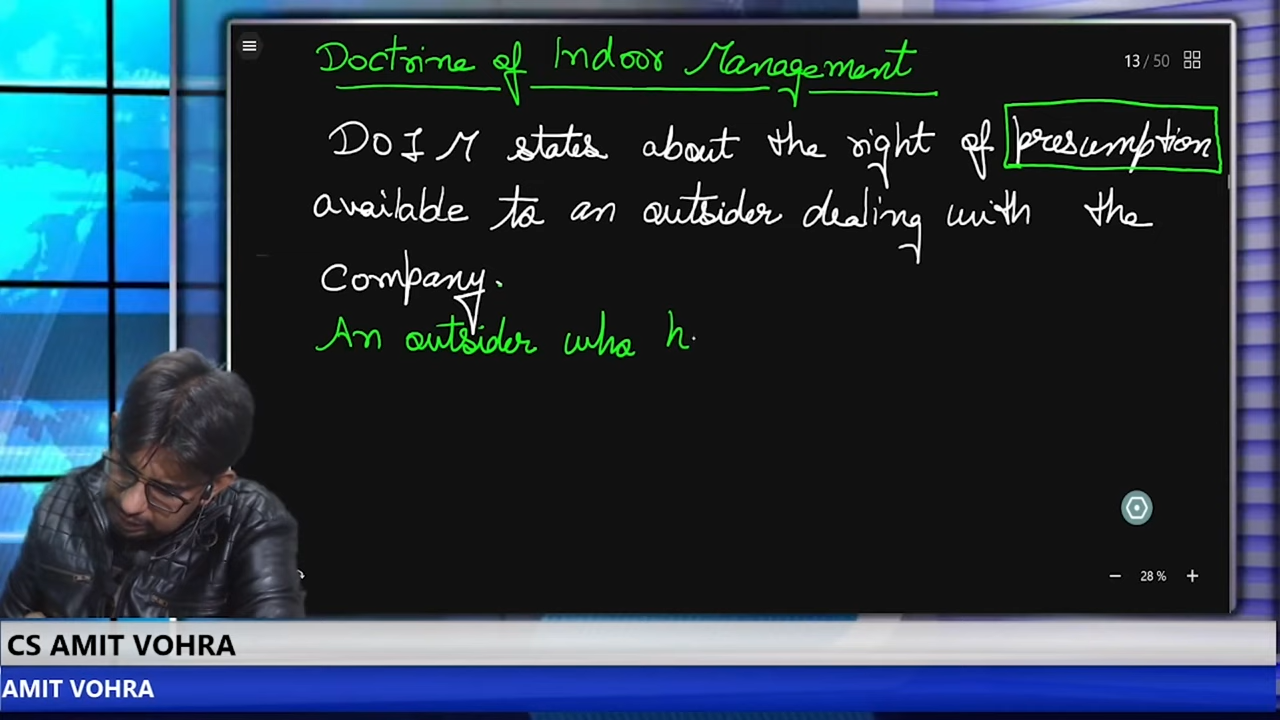 Doctrine of Indoor Management
13 / 50
DOIM states about the right of presumption
available to an outsider dealing with the
Company.
An outsider who h
28 %
CS AMIT VOHRA
AMIT VOHRA